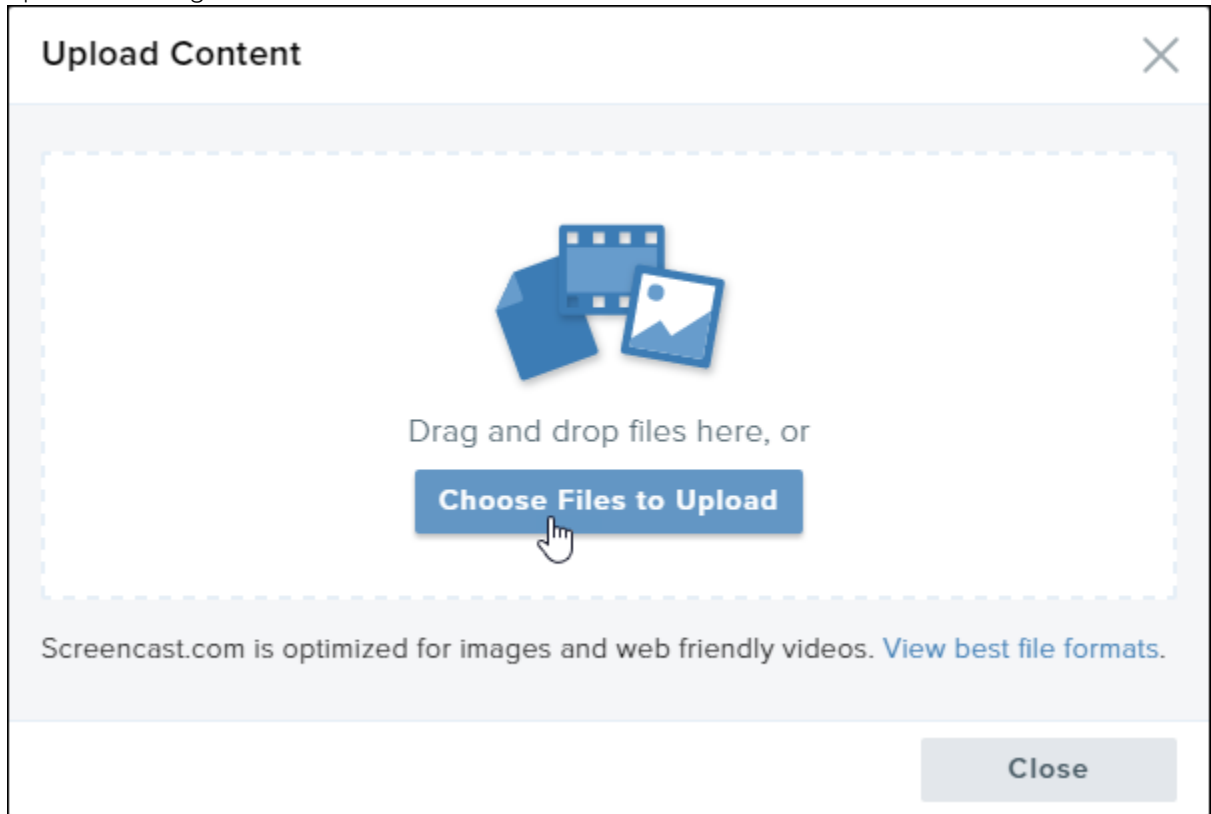 Upload Content
Drag and drop files here, or
Choose Files to Upload
Screencast.com is optimized for images and web friendly videos. View best file formats.
Close